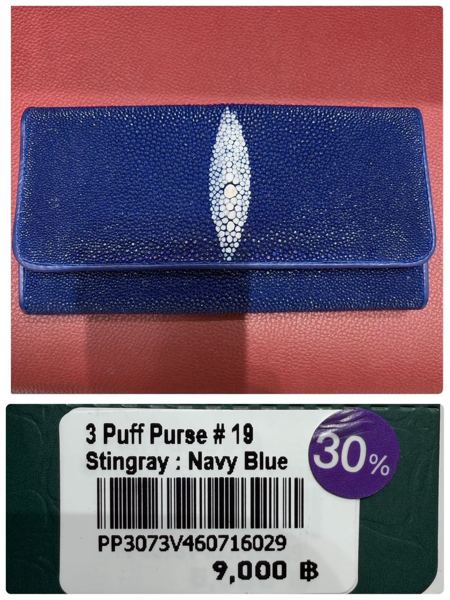 3 Puff Purse # 19
Stingray : Navy Blue
30%
PP3073V460716029
9,000 ฿